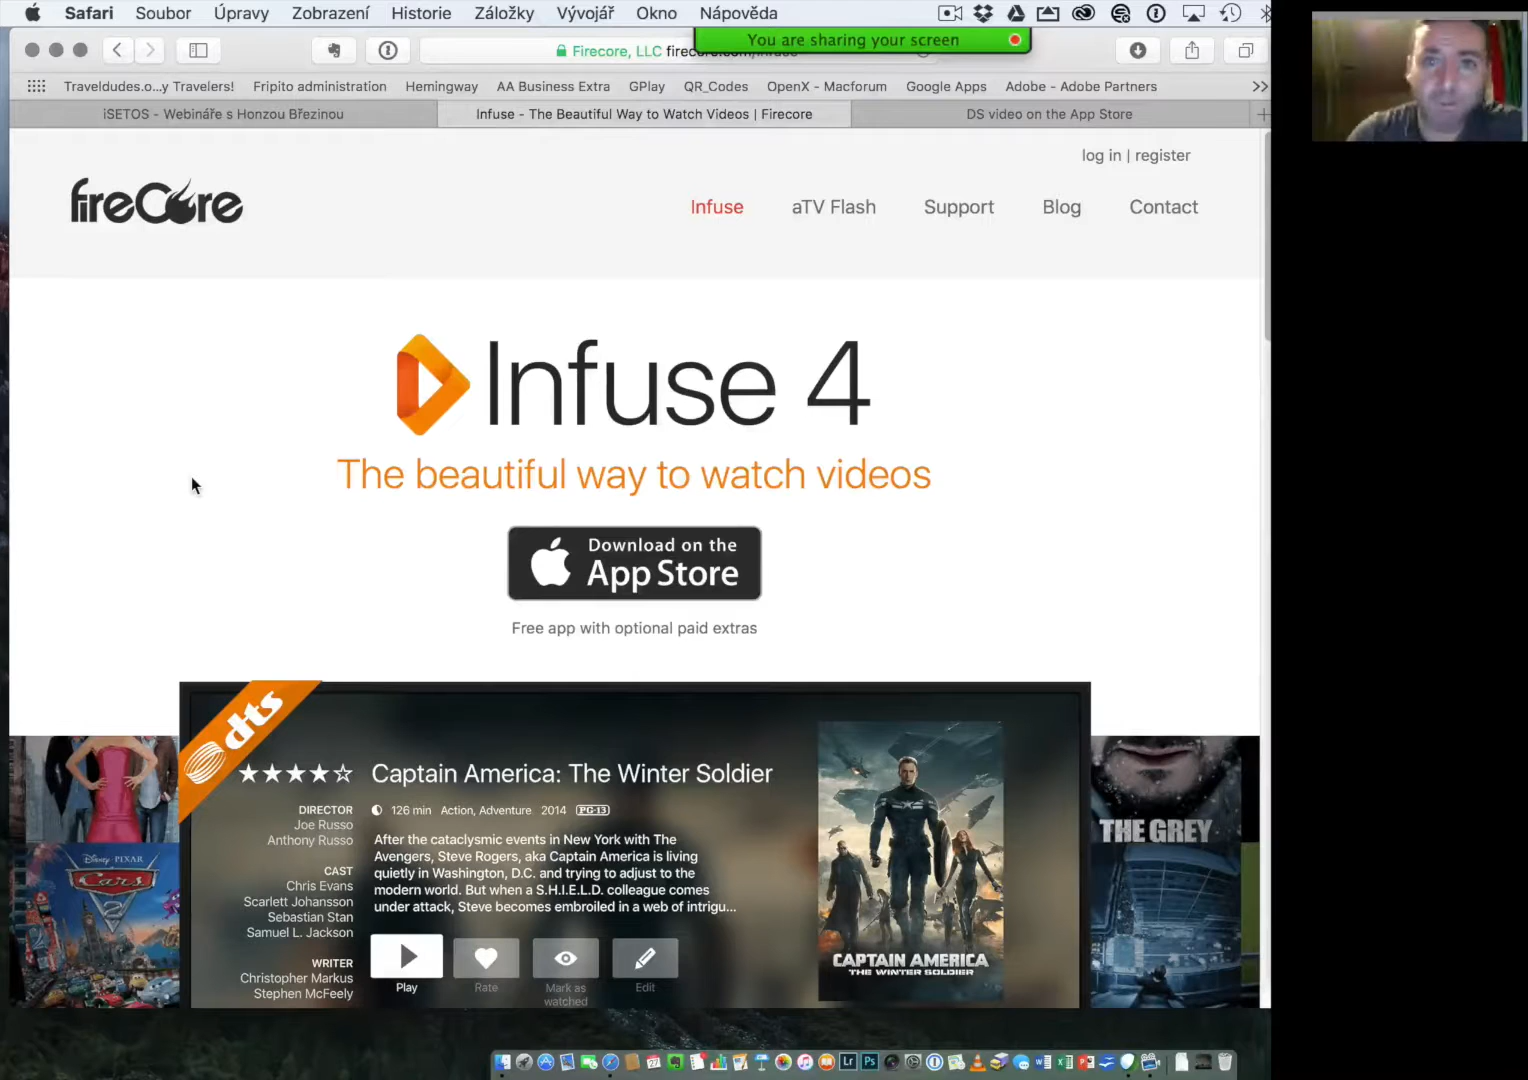 Safari Soubor Úpravy Zobrazení Historie Záložky Vývojář Okno Nápověda
You are sharing your screen
Firecore, LLC
Traveldudes.o...y Travelers! Fripito administration Hemingway AA Business Extra GPlay QR_Codes OpenX - Macforum Google Apps Adobe - Adobe Partners >>
iSETOS - Webináře s Honzou Březinou Infuse - The Beautiful Way to Watch Videos | Firecore DS video on the App Store
log in | register
fireCore
Infuse aTV Flash Support Blog Contact
Infuse 4
The beautiful way to watch videos
Download on the
App Store
Free app with optional paid extras
dts
Captain America: The Winter Soldier
126 min Action, Adventure 2014 PG-13
After the cataclysmic events in New York with The
Avengers, Steve Rogers, aka Captain America is living
quietly in Washington, D.C. and trying to adjust to the
modern world. But when a S.H.I.E.L.D. colleague comes
under attack, Steve becomes embroiled in a web of intrigu...
DIRECTOR
Joe Russo
Anthony Russo
CAST
Chris Evans
Scarlett Johansson
Sebastian Stan
Samuel L. Jackson
WRITER
Christopher Markus
Stephen McFeely
Play Rate Mark as
watched
Edit
CAPTAIN AMERICA
THE WINTER SOLDIER
DISNEY · PIXAR
Cars
2
THE GREY
Lr Ps